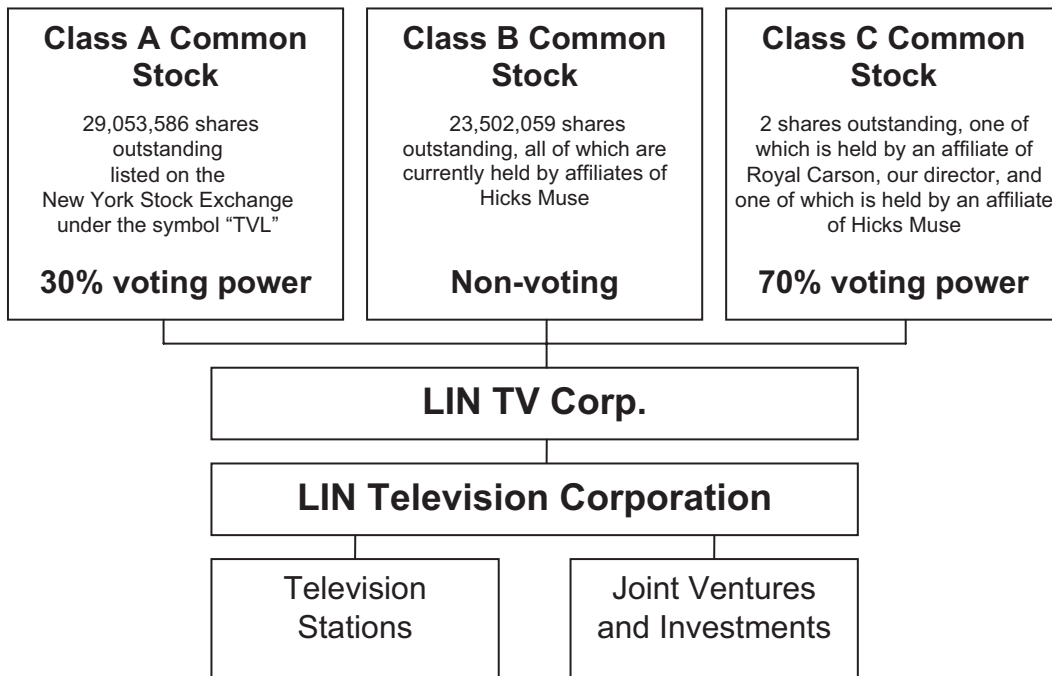 Class A Common
Stock
29,053,586 shares
outstanding
listed on the
New York Stock Exchange
under the symbol “TVL”
30% voting power
Class B Common
Stock
23,502,059 shares
outstanding, all of which are
currently held by affiliates of
Hicks Muse
Non-voting
Class C Common
Stock
2 shares outstanding, one of
which is held by an affiliate of
Royal Carson, our director, and
one of which is held by an affiliate
of Hicks Muse
70% voting power
LIN TV Corp.
LIN Television Corporation
Television
Stations
Joint Ventures
and Investments